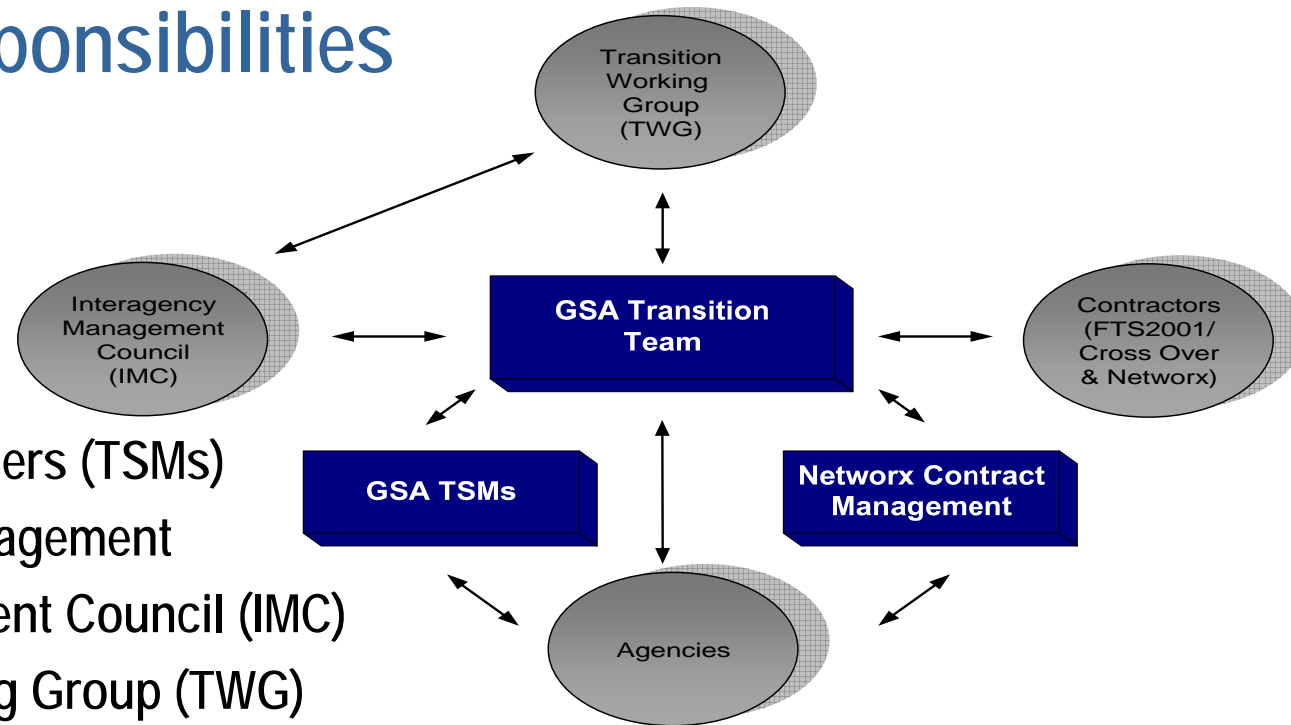 ponsibilities
Transition
Working
Group
(TWG)
Interagency
Management
Council
(IMC)
GSA Transition
Team
Contractors
(FTS2001/
Cross Over
& Networx)
ers (TSMs)
agement
ent Council (IMC)
g Group (TWG)
GSA TSMs
Networx Contract
Management
Agencies